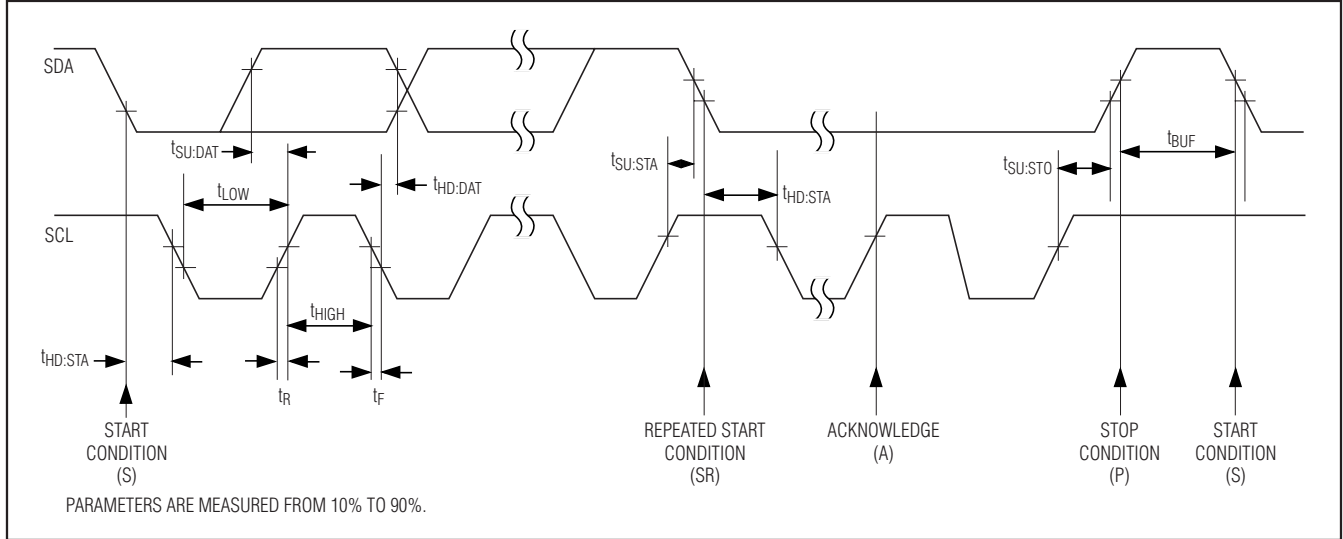 SDA
tSU:DAT
tLOW
tHD:DAT
tSU:STA
tHD:STA
tSU:STO
tBUF
SCL
tHIGH
tHD:STA
tR
tF
START
CONDITION
(S)
REPEATED START
CONDITION
(SR)
ACKNOWLEDGE
(A)
STOP
CONDITION
(P)
START
CONDITION
(S)
PARAMETERS ARE MEASURED FROM 10% TO 90%.